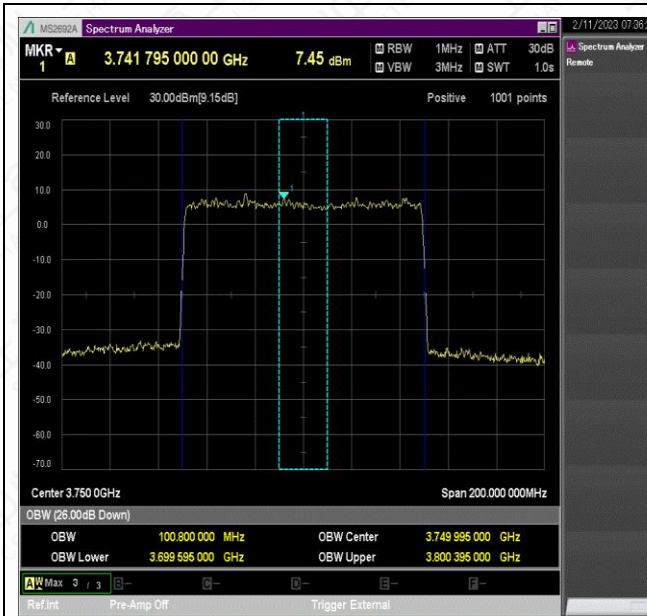 MS2692A Spectrum Analyzer
2/11/2023 07:36:
MKR 1 A 3.741 795 000 00 GHz 7.45 dBm
M RBW 1MHz M ATT 30dB
M VBW 3MHz M SWT 1.0s
Spectrum Analyzer
Remote
Reference Level 30.00dBm[9.15dB] Positive 1001 points
30.0
20.0
10.0
0.0
-10.0
-20.0
-30.0
-40.0
-50.0
-60.0
-70.0
1
Center 3.750 0GHz Span 200.000 000MHz
OBW (26.00dB Down)
OBW 100.800 000 MHz OBW Center 3.749 995 000 GHz
OBW Lower 3.699 595 000 GHz OBW Upper 3.800 395 000 GHz
A W Max 3 / 3 B- C- D- E- F-
Ref.Int Pre-Amp Off Trigger External